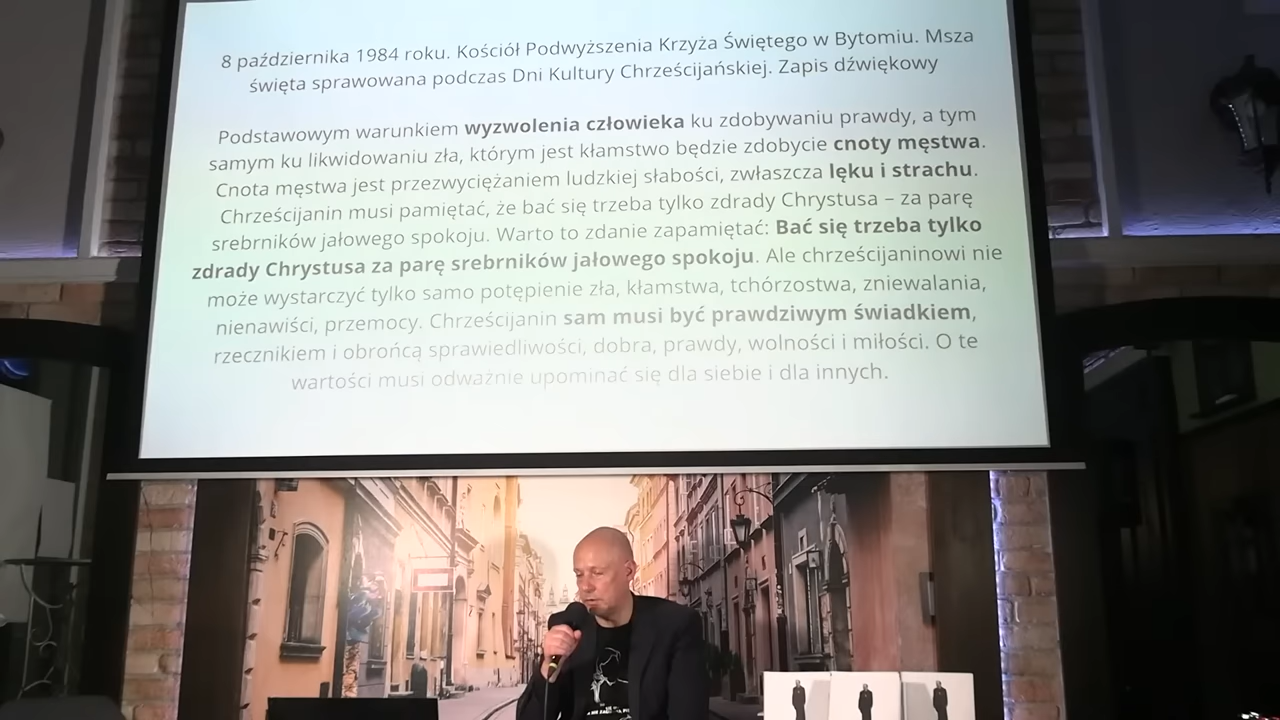 8 października 1984 roku. Kościół Podwyższenia Krzyża Świętego w Bytomiu. Msza
święta sprawowana podczas Dni Kultury Chrześcijańskiej. Zapis dźwiękowy
Podstawowym warunkiem wyzwolenia człowieka ku zdobywaniu prawdy, a tym
samym ku likwidowaniu zła, którym jest kłamstwo będzie zdobycie cnoty męstwa.
Cnota męstwa jest przezwyciężaniem ludzkiej słabości, zwłaszcza lęku i strachu.
Chrześcijanin musi pamiętać, że bać się trzeba tylko zdrady Chrystusa – za parę
srebrników jałowego spokoju. Warto to zdanie zapamiętać: Bać się trzeba tylko
zdrady Chrystusa za parę srebrników jałowego spokoju. Ale chrześcijaninowi nie
może wystarczyć tylko samo potępienie zła, kłamstwa, tchórzostwa, zniewalania,
nienawiści, przemocy. Chrześcijanin sam musi być prawdziwym świadkiem,
rzecznikiem i obrońcą sprawiedliwości, dobra, prawdy, wolności i miłości. O te
wartości musi odważnie upominać się dla siebie i dla innych.